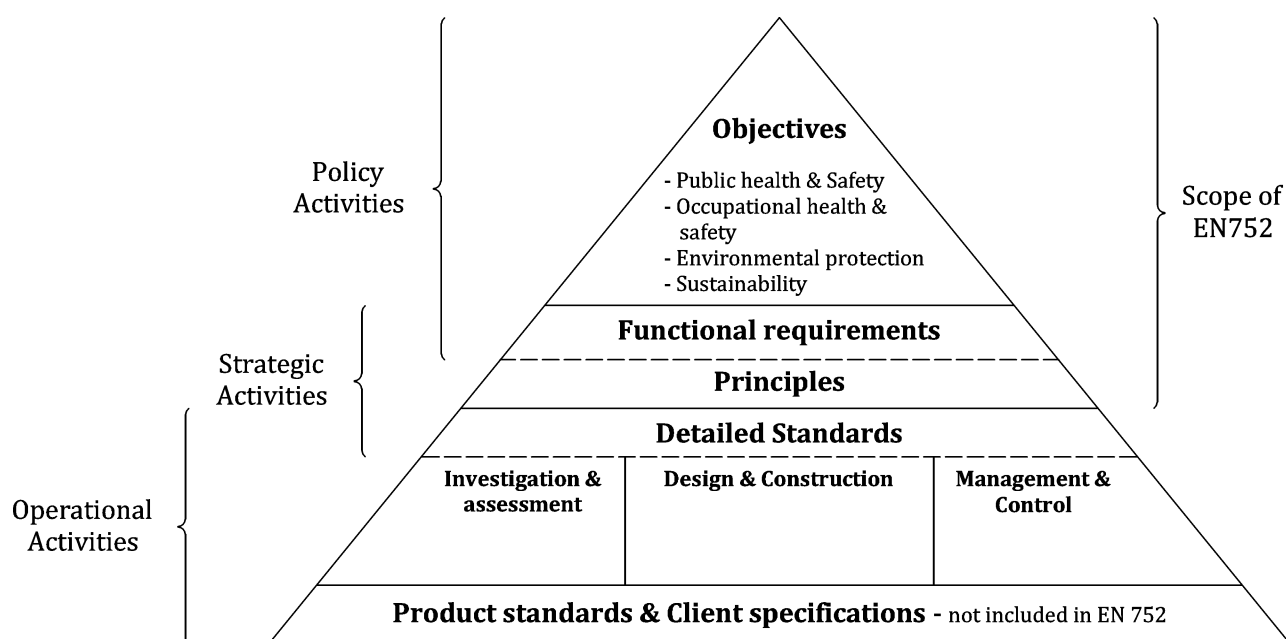 Objectives
Policy
Activities
- Public health & Safety
- Occupational health &
safety
- Environmental protection
- Sustainability
Scope of
EN752
Functional requirements
Strategic
Activities
Principles
Detailed Standards
Investigation &
assessment
Design & Construction
Management &
Control
Operational
Activities
Product standards & Client specifications - not included in EN 752